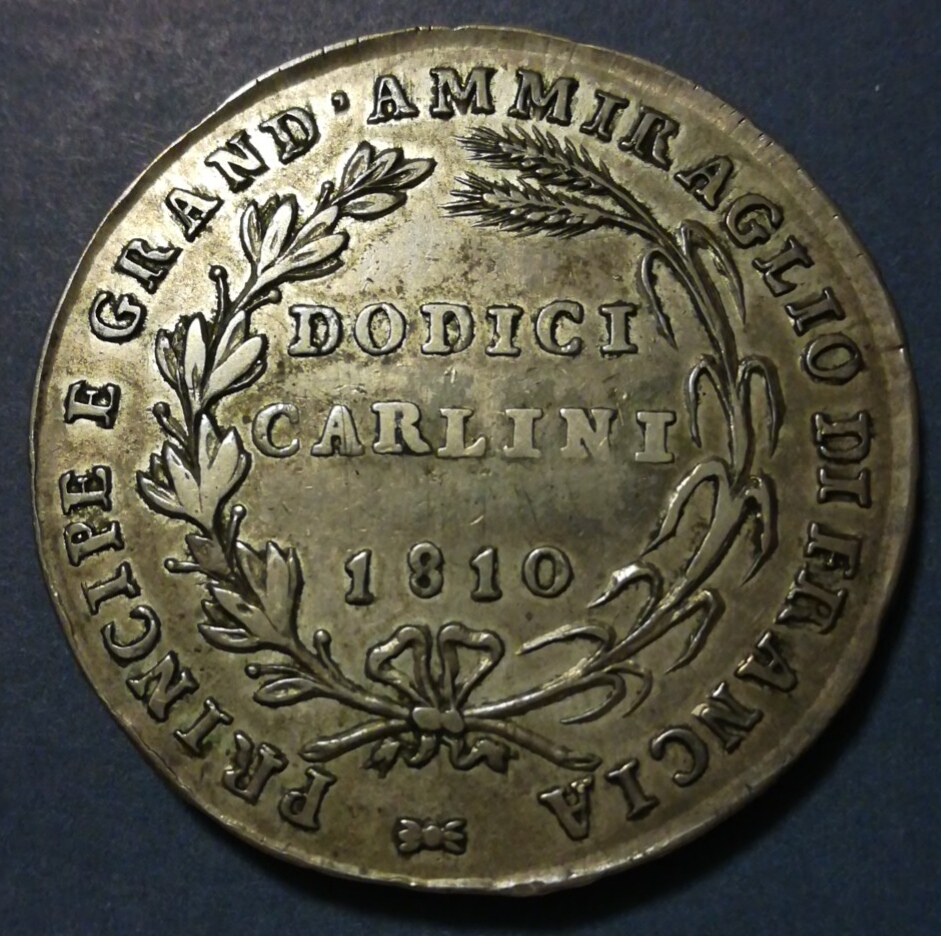 PRINCIPE E GRAND·AMMIRAGLIO DI FRANCIA
DODICI
CARLINI
1810